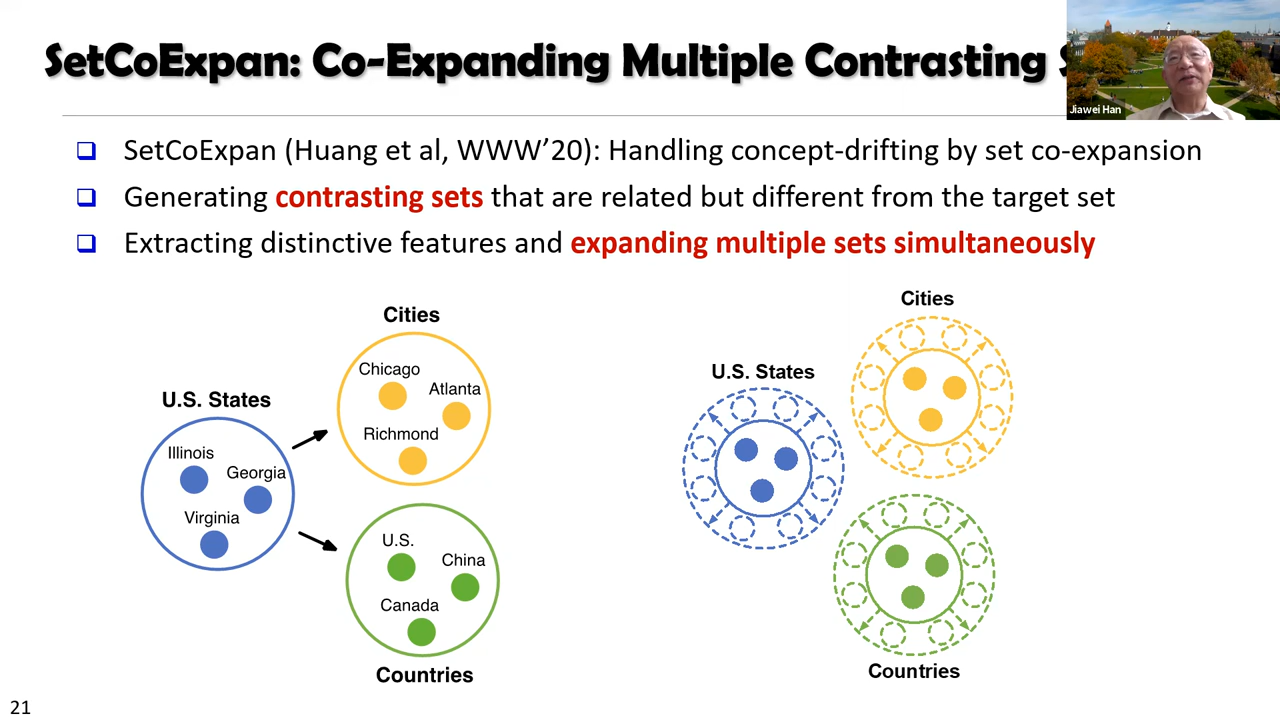 SetCoExpan: Co-Expanding Multiple Contrasting
Jiawei Han
SetCoExpan (Huang et al, WWW’20): Handling concept-drifting by set co-expansion
Generating contrasting sets that are related but different from the target set
Extracting distinctive features and expanding multiple sets simultaneously
Cities
Chicago
Atlanta
Richmond
U.S. States
Illinois
Georgia
Virginia
U.S.
China
Canada
Countries
Cities
U.S. States
Countries
21